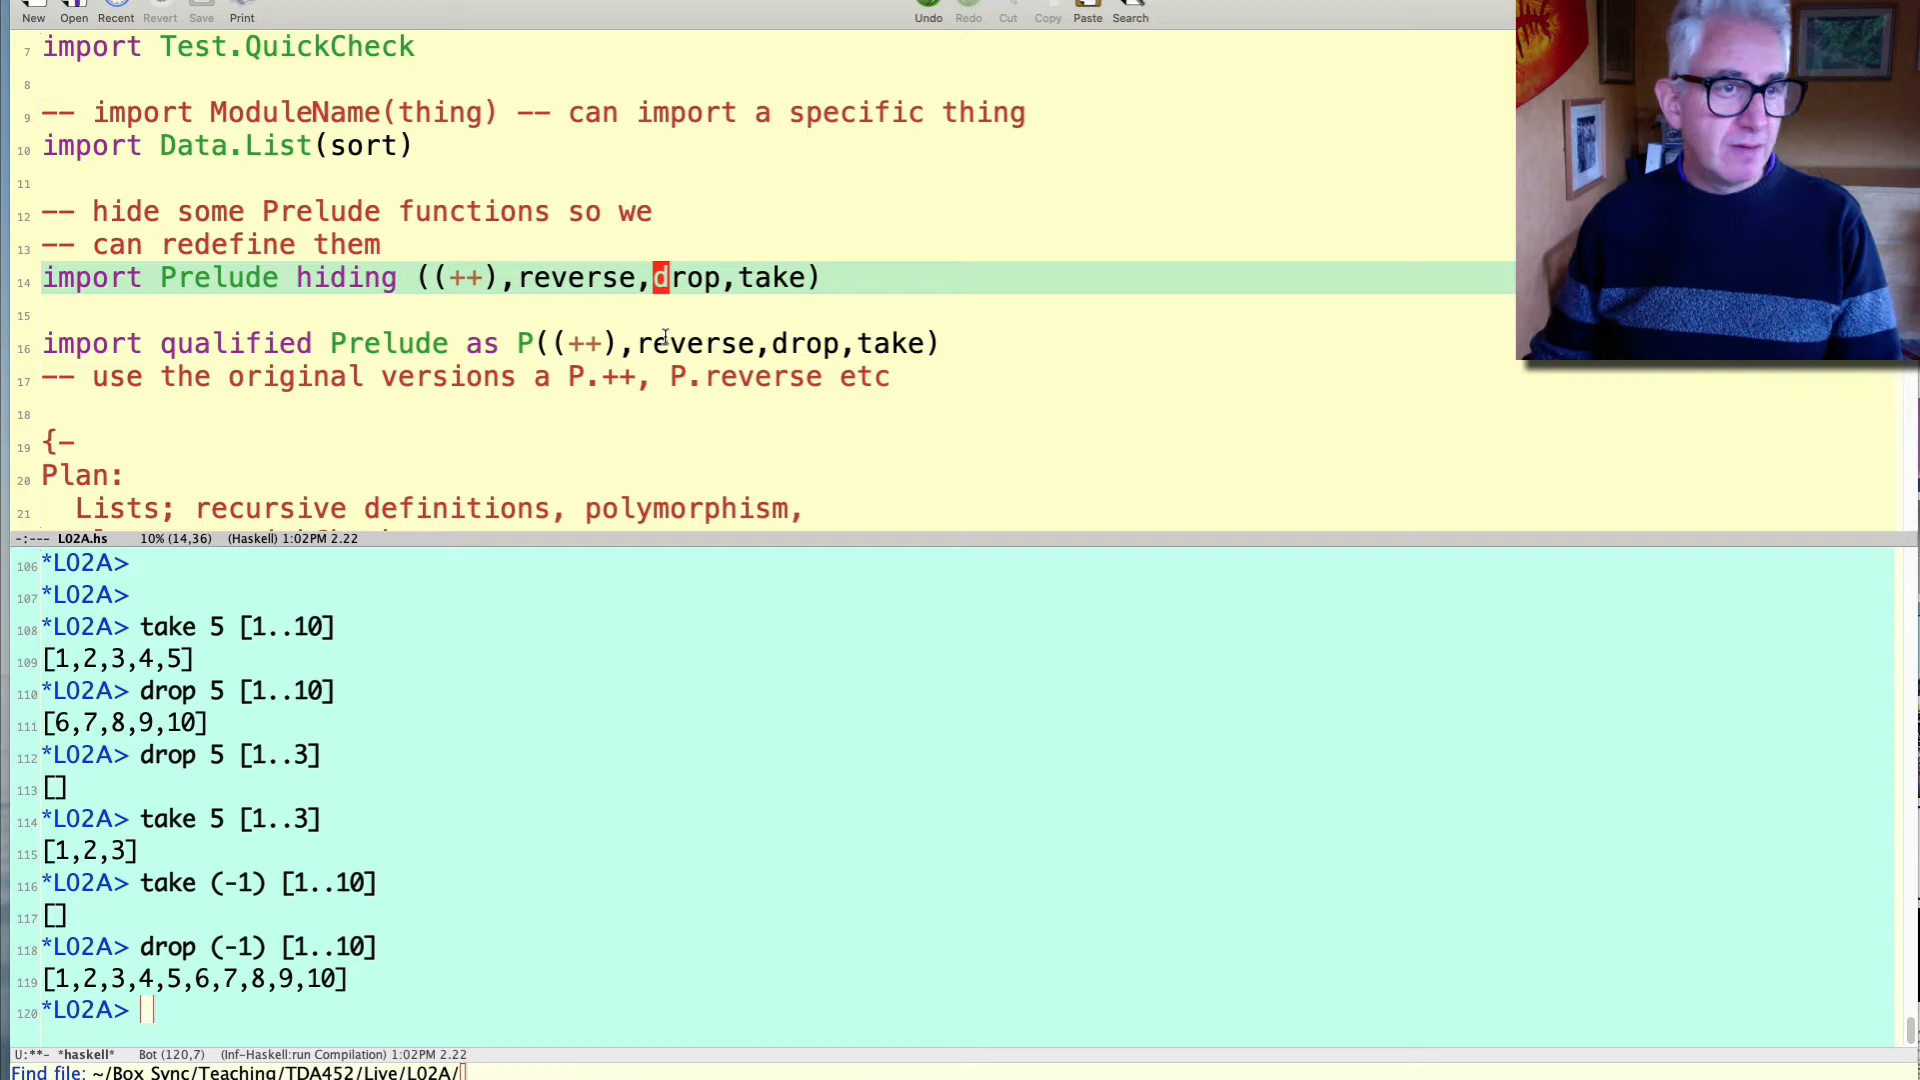 New Open Recent Revert Save Print Undo Redo Cut Copy Paste Search
7 import Test.QuickCheck
8
9 -- import ModuleName(thing) -- can import a specific thing
10 import Data.List(sort)
11
12 -- hide some Prelude functions so we
13 -- can redefine them
14 import Prelude hiding ((++),reverse,drop,take)
15
16 import qualified Prelude as P((++),reverse,drop,take)
17 -- use the original versions a P.++, P.reverse etc
18
19 {-
20 Plan:
21 Lists; recursive definitions, polymorphism,
-:--- L02A.hs 10% (14,36) (Haskell) 1:02PM 2.22
106 *L02A>
107 *L02A>
108 *L02A> take 5 [1..10]
109 [1,2,3,4,5]
110 *L02A> drop 5 [1..10]
111 [6,7,8,9,10]
112 *L02A> drop 5 [1..3]
113 []
114 *L02A> take 5 [1..3]
115 [1,2,3]
116 *L02A> take (-1) [1..10]
117 []
118 *L02A> drop (-1) [1..10]
119 [1,2,3,4,5,6,7,8,9,10]
120 *L02A>
U:**- *haskell* Bot (120,7) (Inf-Haskell:run Compilation) 1:02PM 2.22
Find file: ~/Box Sync/Teaching/TDA452/Live/L02A/